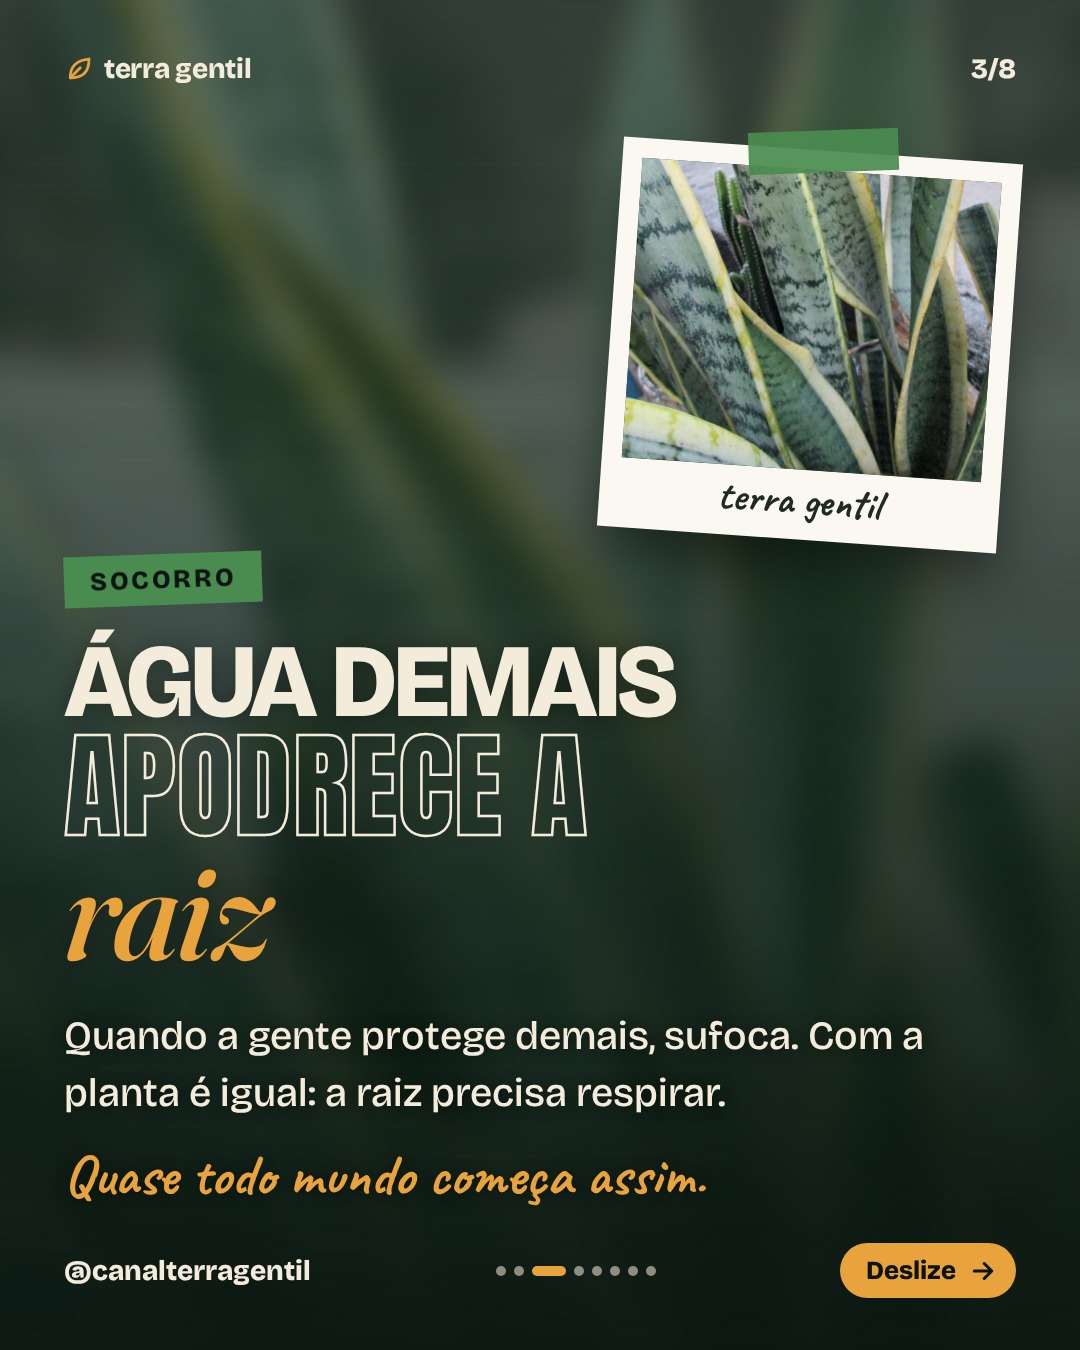 terra gentil
3/8
terra gentil
SOCORRO
ÁGUA DEMAIS
APODRECE A
raiz
Quando a gente protege demais, sufoca. Com a
planta é igual: a raiz precisa respirar.
Quase todo mundo começa assim.
@canalterragentil
Deslize →